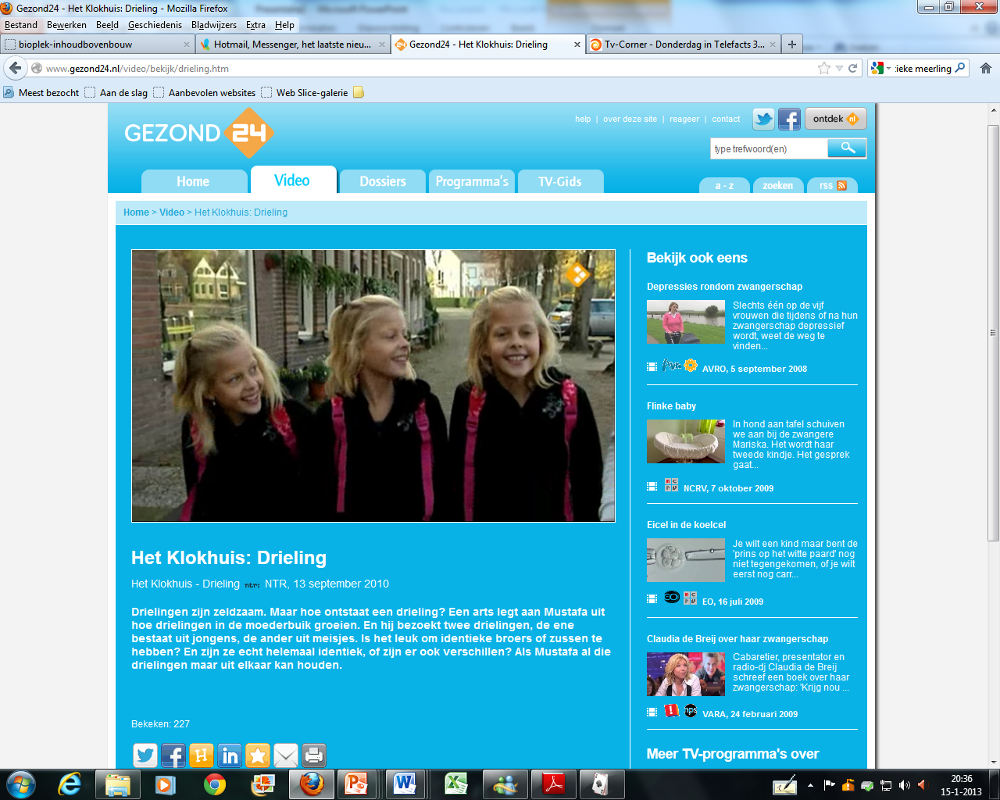 Gezond24 - Het Klokhuis: Drieling - Mozilla Firefox
Bestand Bewerken Beeld Geschiedenis Bladwijzers Extra Help
bioplek-inhoudbovenbouw
Hotmail, Messenger, het laatste nieu...
Gezond24 - Het Klokhuis: Drieling
Tv-Corner - Donderdag in Telefacts 3...
www.gezond24.nl/video/bekijk/drieling.htm
:ieke meerling
Meest bezocht Aan de slag Aanbevolen websites Web Slice-galerie
GEZOND 24
help | over deze site | reageer | contact
ontdek nl
type trefwoord(en)
Home Video Dossiers Programma's TV-Gids
a - z zoeken rss
Home > Video > Het Klokhuis: Drieling
Het Klokhuis: Drieling
Het Klokhuis - Drieling ntr: NTR, 13 september 2010
Drielingen zijn zeldzaam. Maar hoe ontstaat een drieling? Een arts legt aan Mustafa uit
hoe drielingen in de moederbuik groeien. En hij bezoekt twee drielingen, de ene
bestaat uit jongens, de ander uit meisjes. Is het leuk om identieke broers of zussen te
hebben? En zijn ze echt helemaal identiek, of zijn er ook verschillen? Als Mustafa al die
drielingen maar uit elkaar kan houden.
Bekeken: 227
Bekijk ook eens
Depressies rondom zwangerschap
Slechts één op de vijf
vrouwen die tijdens of na hun
zwangerschap depressief
wordt, weet de weg te
vinden...
AVRO, 5 september 2008
Flinke baby
In hond aan tafel schuiven
we aan bij de zwangere
Mariska. Het wordt haar
tweede kindje. Het gesprek
gaat...
NCRV, 7 oktober 2009
Eicel in de koelcel
Je wilt een kind maar bent de
'prins op het witte paard' nog
niet tegengekomen, of je wilt
eerst nog carr...
EO, 16 juli 2009
Claudia de Breij over haar zwangerschap
Cabaretier, presentator en
radio-dj Claudia de Breij
schreef een boek over haar
zwangerschap: 'Krijg nou ...
VARA, 24 februari 2009
Meer TV-programma's over
20:36
15-1-2013